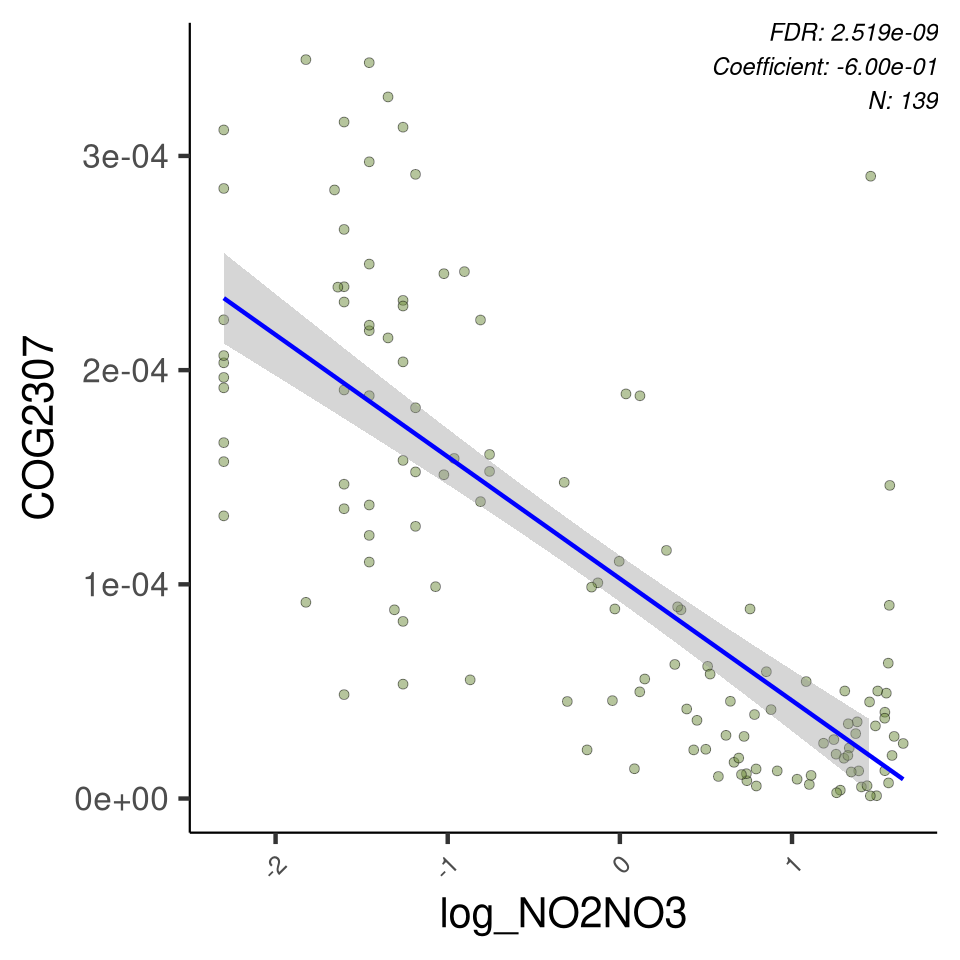 FDR: 2.519e-09
Coefficient: -6.00e-01
N: 139
3e-04
2e-04
1e-04
0e+00
COG2307
-2
-1
0
1
log_NO2NO3